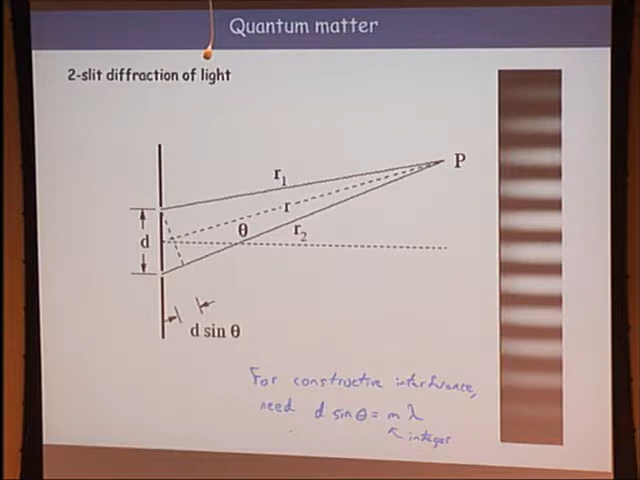 Quantum matter
2-slit diffraction of light
r1
P
r
θ
r2
d
d sin θ
For constructive interference,
need d sin θ = m λ
↖ integer